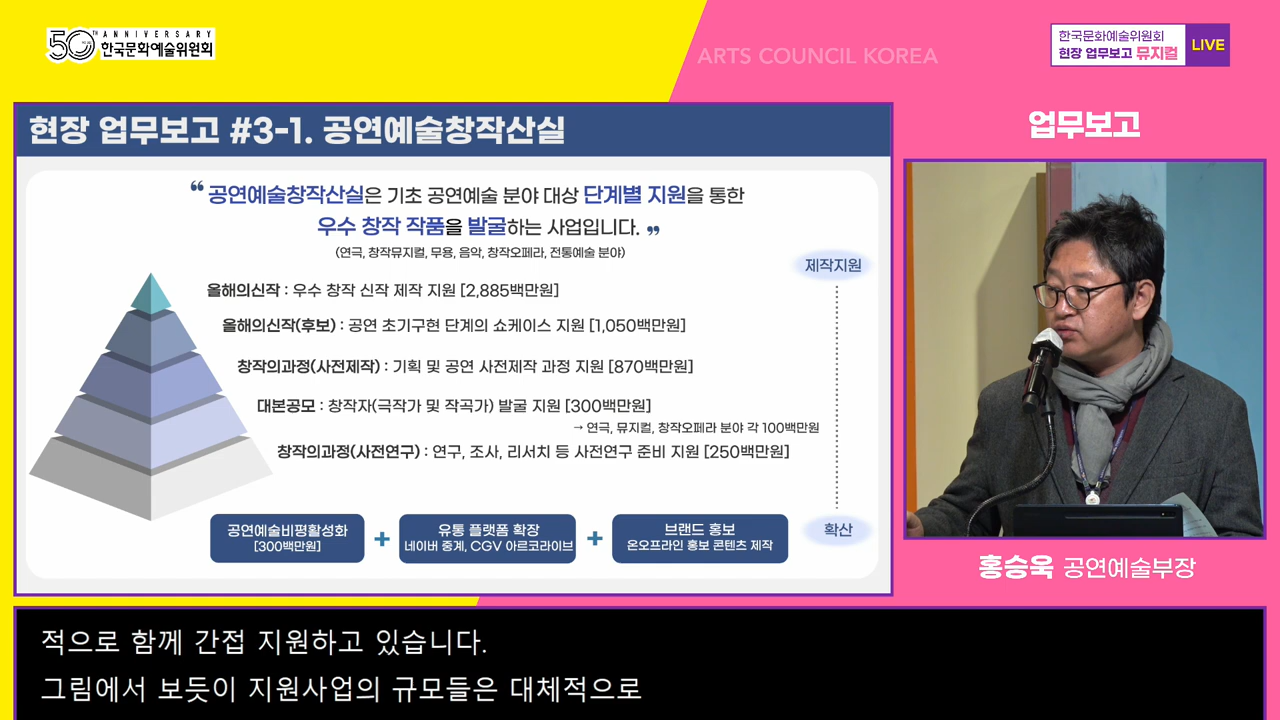 50TH ANNIVERSARY
한국문화예술위원회
ARTS COUNCIL KOREA
한국문화예술위원회
현장 업무보고 뮤지컬
LIVE
현장 업무보고 #3-1. 공연예술창작산실
“ 공연예술창작산실은 기초 공연예술 분야 대상 단계별 지원을 통한
우수 창작 작품을 발굴하는 사업입니다. ”
(연극, 창작뮤지컬, 무용, 음악, 창작오페라, 전통예술 분야)
제작지원
올해의신작 : 우수 창작 신작 제작 지원 [2,885백만원]
올해의신작(후보) : 공연 초기구현 단계의 쇼케이스 지원 [1,050백만원]
창작의과정(사전제작) : 기획 및 공연 사전제작 과정 지원 [870백만원]
대본공모 : 창작자(극작가 및 작곡가) 발굴 지원 [300백만원]
→ 연극, 뮤지컬, 창작오페라 분야 각 100백만원
창작의과정(사전연구) : 연구, 조사, 리서치 등 사전연구 준비 지원 [250백만원]
공연예술비평활성화
[300백만원]
+
유통 플랫폼 확장
네이버 중계, CGV 아르코라이브
+
브랜드 홍보
온오프라인 홍보 콘텐츠 제작
확산
업무보고
홍승욱 공연예술부장
적으로 함께 간접 지원하고 있습니다.
그림에서 보듯이 지원사업의 규모들은 대체적으로